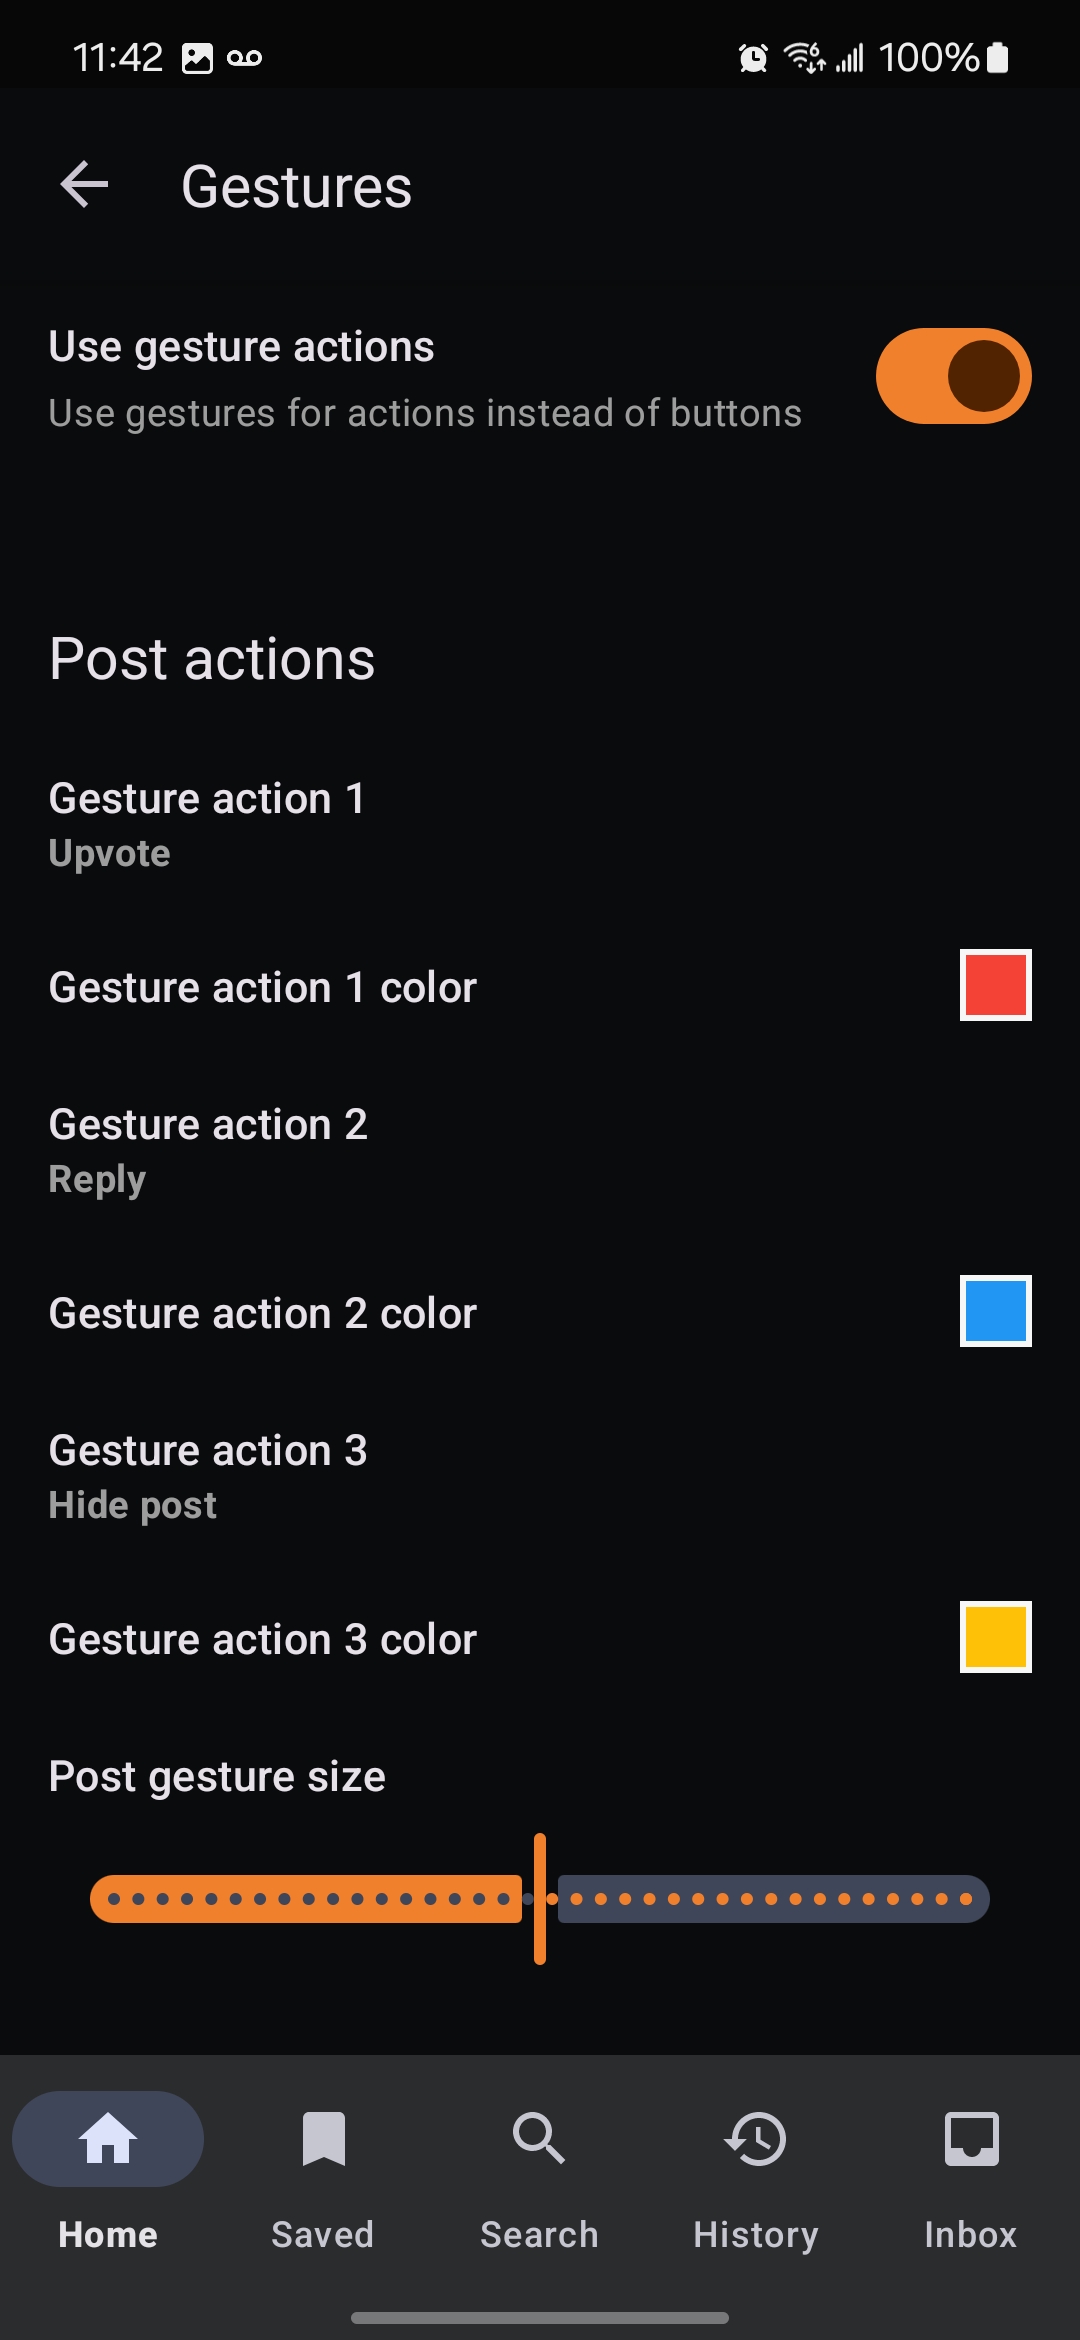 11:42 100%
Gestures
Use gesture actions
Use gestures for actions instead of buttons
Post actions
Gesture action 1
Upvote
Gesture action 1 color
Gesture action 2
Reply
Gesture action 2 color
Gesture action 3
Hide post
Gesture action 3 color
Post gesture size
Home Saved Search History Inbox